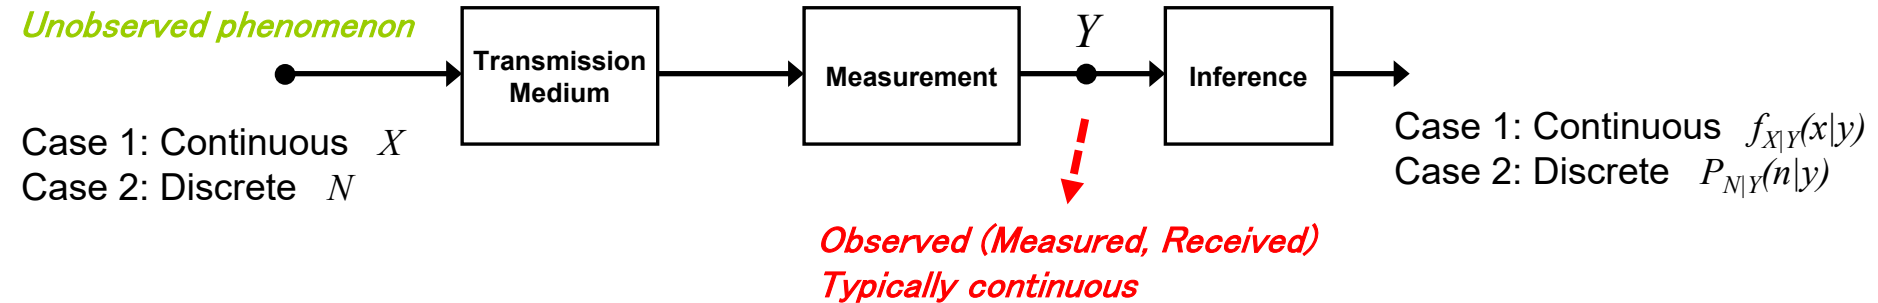 Unobserved phenomenon
Case 1: Continuous X
Case 2: Discrete N
Transmission
Medium
Measurement
Y
Inference
Observed (Measured, Received)
Typically continuous
Case 1: Continuous f_{X|Y}(x|y)
Case 2: Discrete P_{N|Y}(n|y)